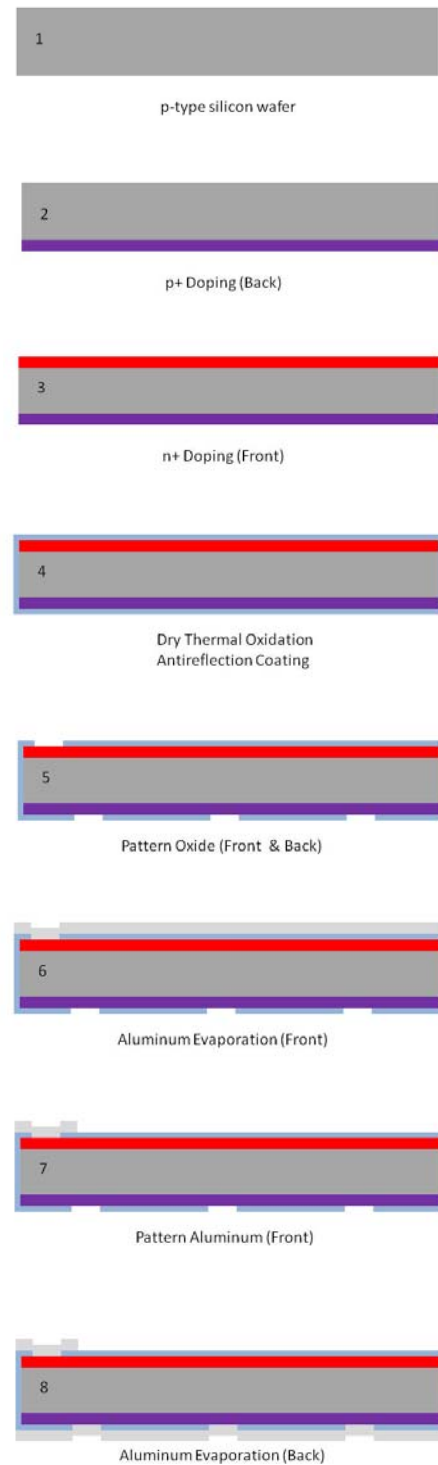 1
p-type silicon wafer
2
p+ Doping (Back)
3
n+ Doping (Front)
4
Dry Thermal Oxidation
Antireflection Coating
5
Pattern Oxide (Front & Back)
6
Aluminum Evaporation (Front)
7
Pattern Aluminum (Front)
8
Aluminum Evaporation (Back)